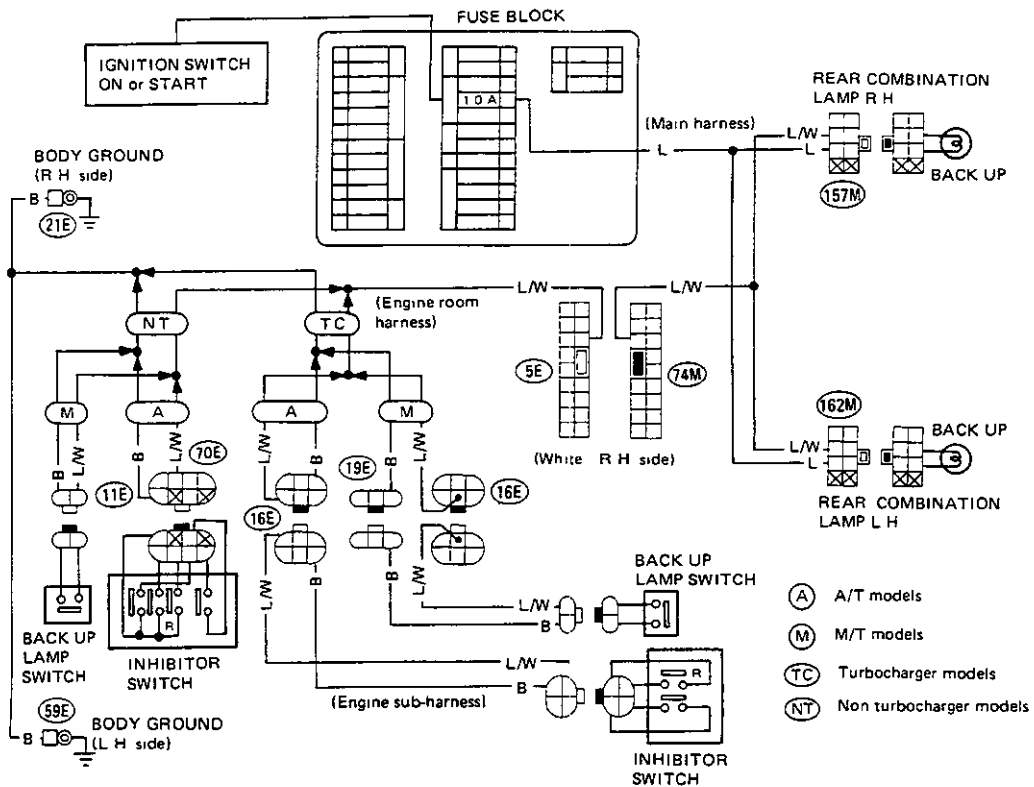 FUSE BLOCK
IGNITION SWITCH
ON or START
10A
REAR COMBINATION
LAMP R H
(Main harness)
L/W
L
L
BACK UP
157M
BODY GROUND
(R H side)
B
21E
L/W
L/W
(Engine room
harness)
NT
TC
5E
74M
M
A
A
M
162M
BACK UP
L/W
L
B
L/W
B
L/W
70E
L/W
B
19E
B
L/W
(White R H side)
REAR COMBINATION
LAMP L H
11E
16E
16E
BACK UP
LAMP SWITCH
L/W
B
B
L/W
L/W
B
R
BACK UP
LAMP
SWITCH
INHIBITOR
SWITCH
L/W
B
R
(Engine sub-harness)
59E
B
BODY GROUND
(L H side)
INHIBITOR
SWITCH
A A/T models
M M/T models
TC Turbocharger models
NT Non turbocharger models